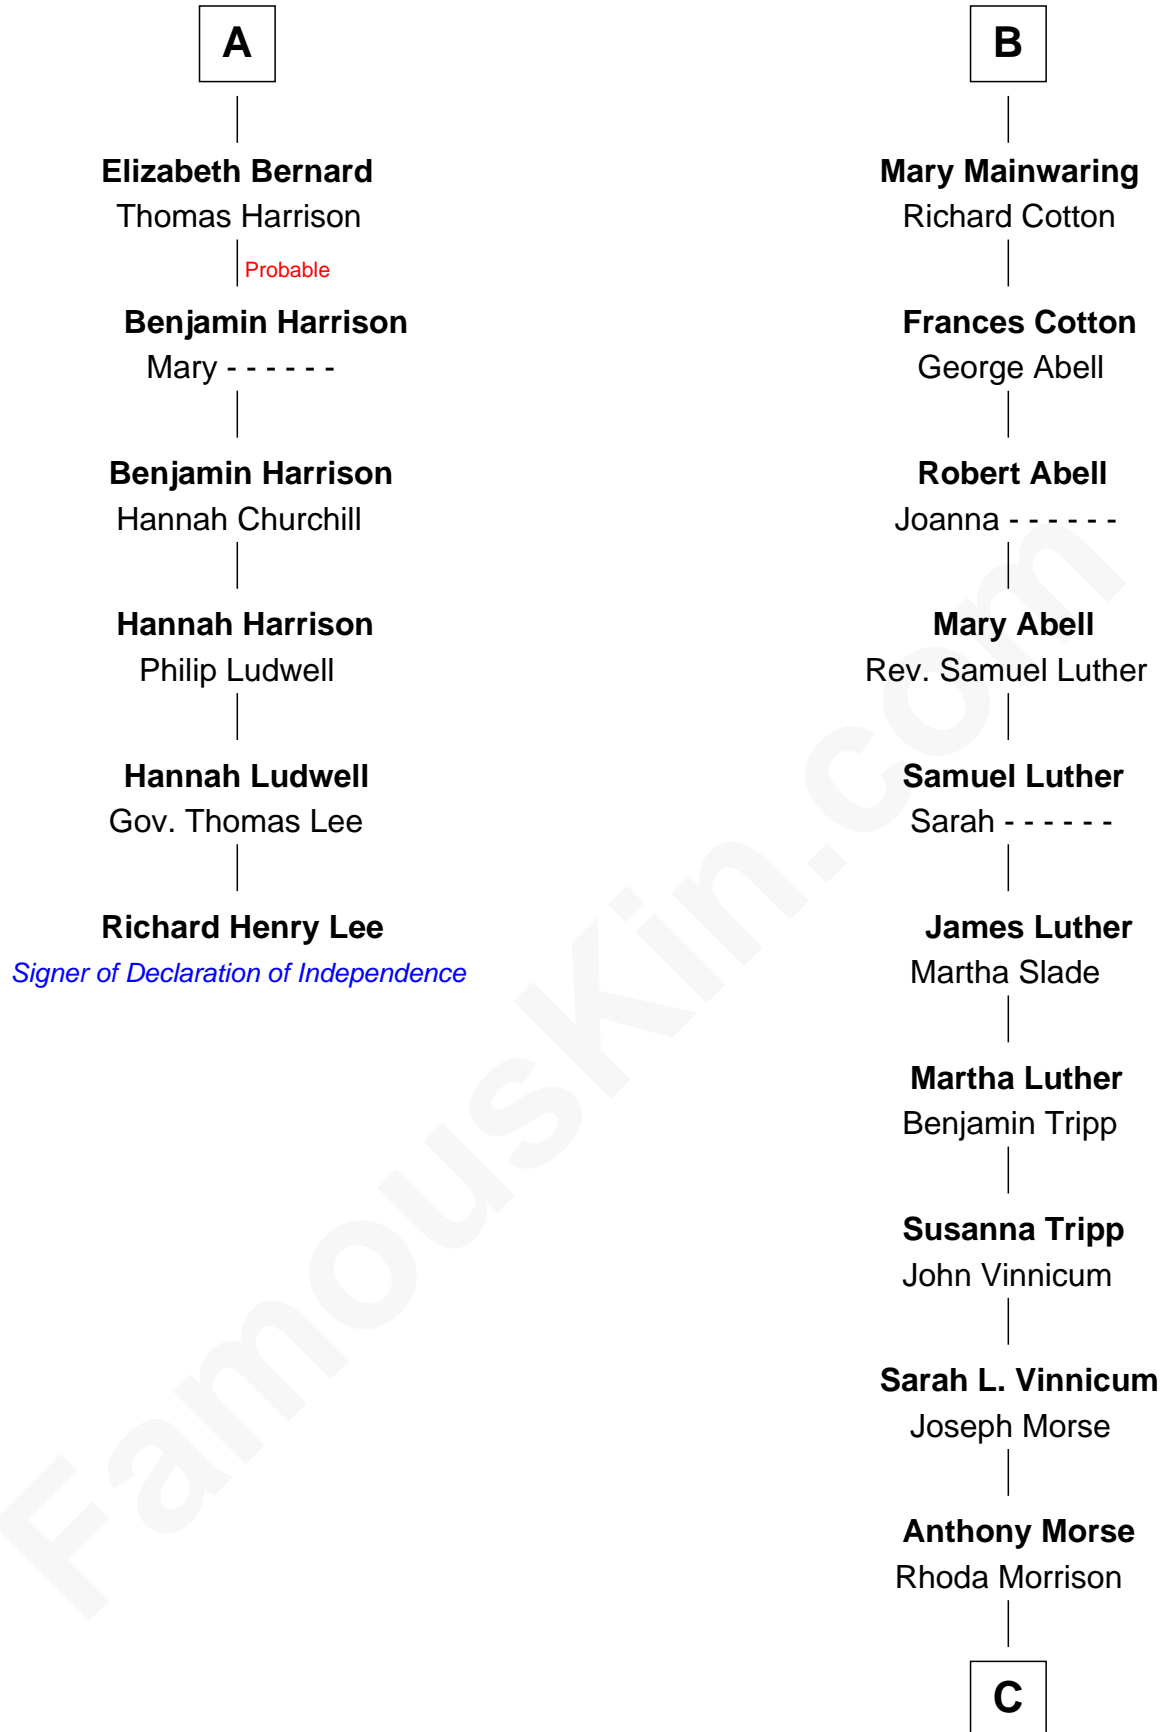 A
Elizabeth Bernard
Thomas Harrison
Probable
Benjamin Harrison
Mary - - - - - -
Benjamin Harrison
Hannah Churchill
Hannah Harrison
Philip Ludwell
Hannah Ludwell
Gov. Thomas Lee
Richard Henry Lee
Signer of Declaration of Independence
B
Mary Mainwaring
Richard Cotton
Frances Cotton
George Abell
Robert Abell
Joanna - - - - - -
Mary Abell
Rev. Samuel Luther
Samuel Luther
Sarah - - - - - -
James Luther
Martha Slade
Martha Luther
Benjamin Tripp
Susanna Tripp
John Vinnicum
Sarah L. Vinnicum
Joseph Morse
Anthony Morse
Rhoda Morrison
C
FamousKin.com